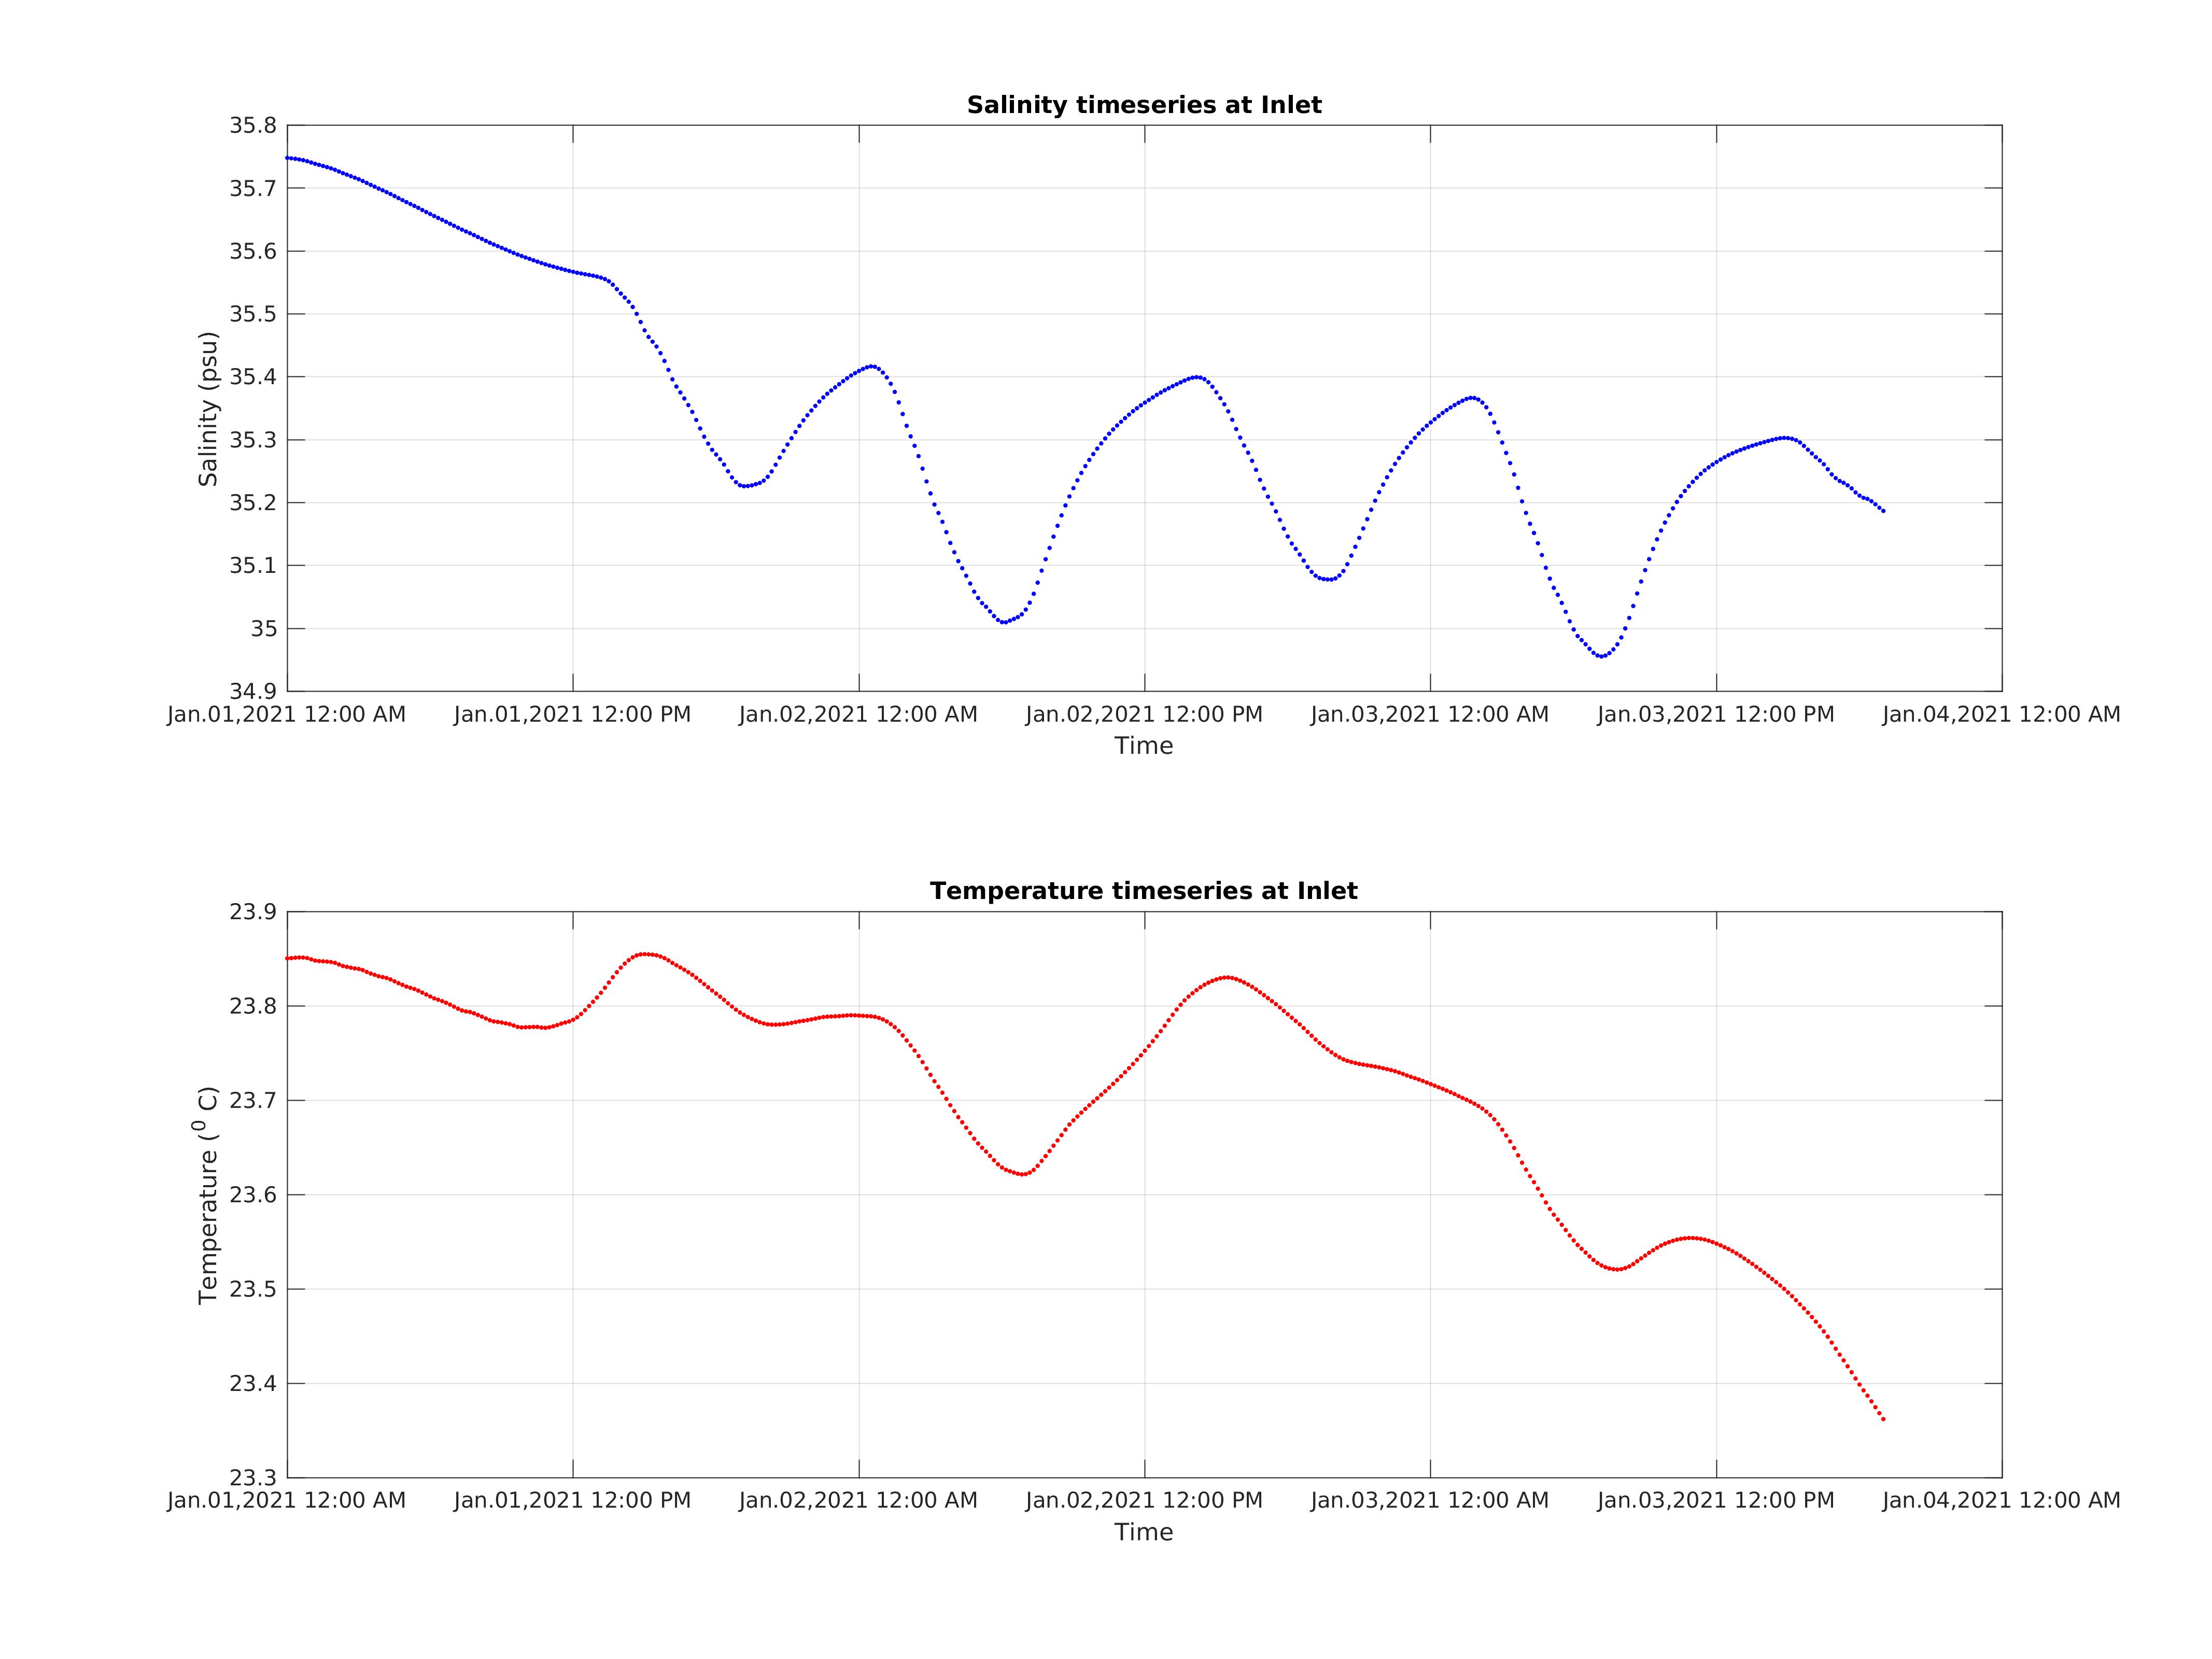 Salinity timeseries at Inlet
35.8
35.7
35.6
35.5
35.4
35.3
35.2
35.1
35
34.9
Salinity (psu)
Jan.01,2021 12:00 AM Jan.01,2021 12:00 PM Jan.02,2021 12:00 AM Jan.02,2021 12:00 PM Jan.03,2021 12:00 AM Jan.03,2021 12:00 PM Jan.04,2021 12:00 AM
Time
Temperature timeseries at Inlet
23.9
23.8
23.7
23.6
23.5
23.4
23.3
Temperature (⁰ C)
Jan.01,2021 12:00 AM Jan.01,2021 12:00 PM Jan.02,2021 12:00 AM Jan.02,2021 12:00 PM Jan.03,2021 12:00 AM Jan.03,2021 12:00 PM Jan.04,2021 12:00 AM
Time